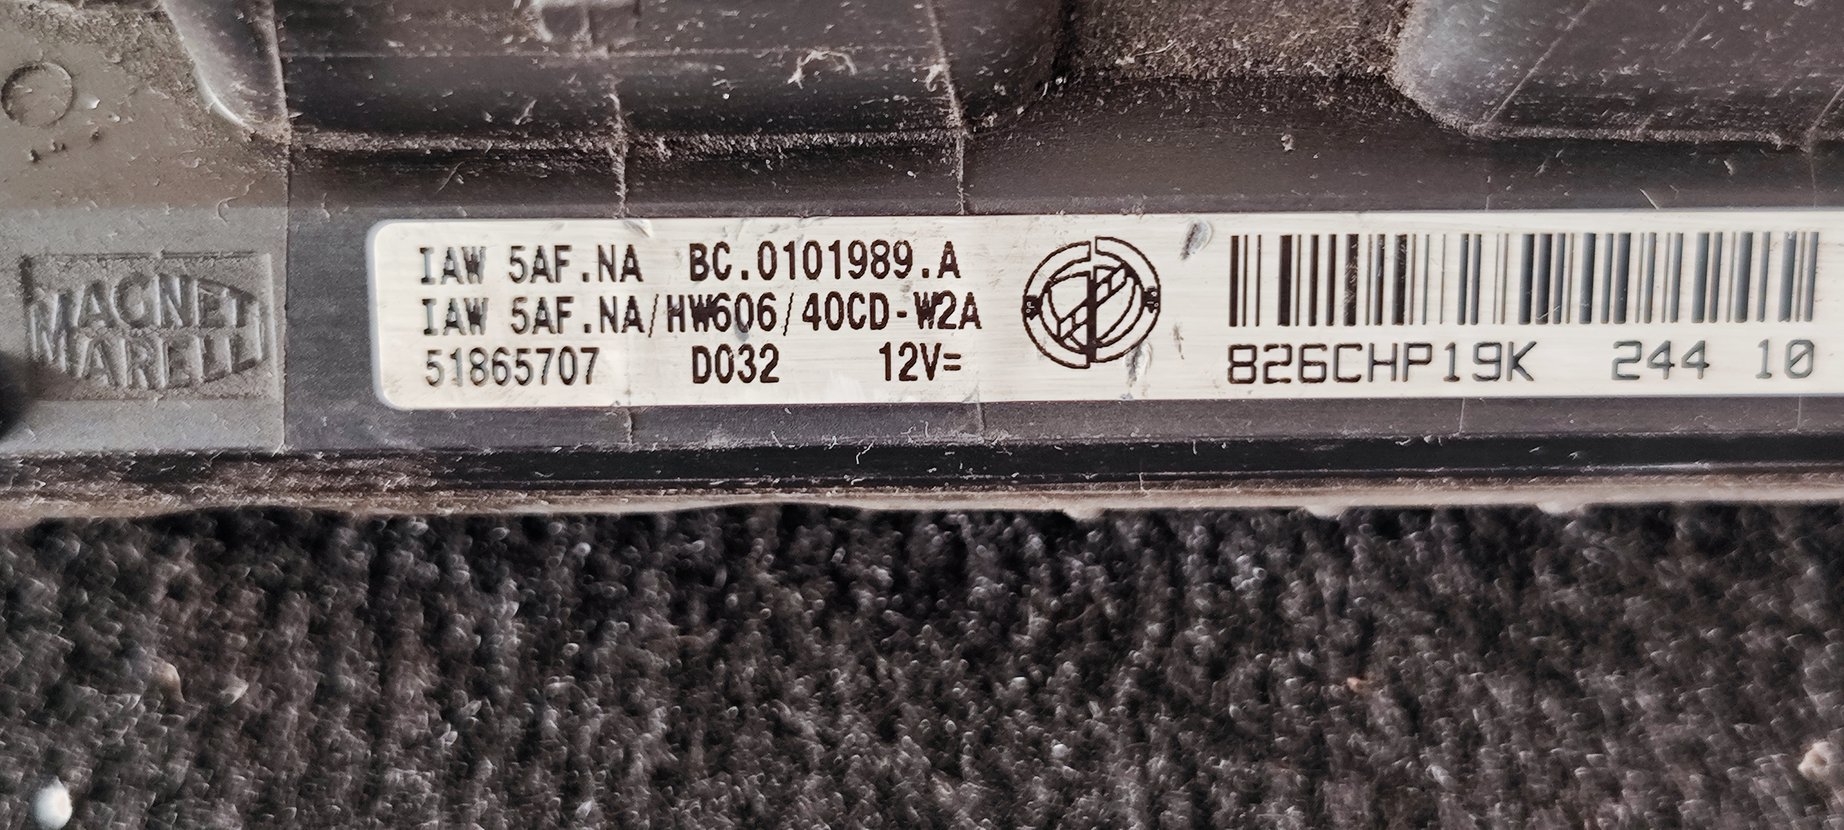 MAGNETI
MARELLI
IAW 5AF.NA BC.0101989.A
IAW 5AF.NA/HW606/40CD-W2A
51865707 D032 12V=
826CHP19K 244 10